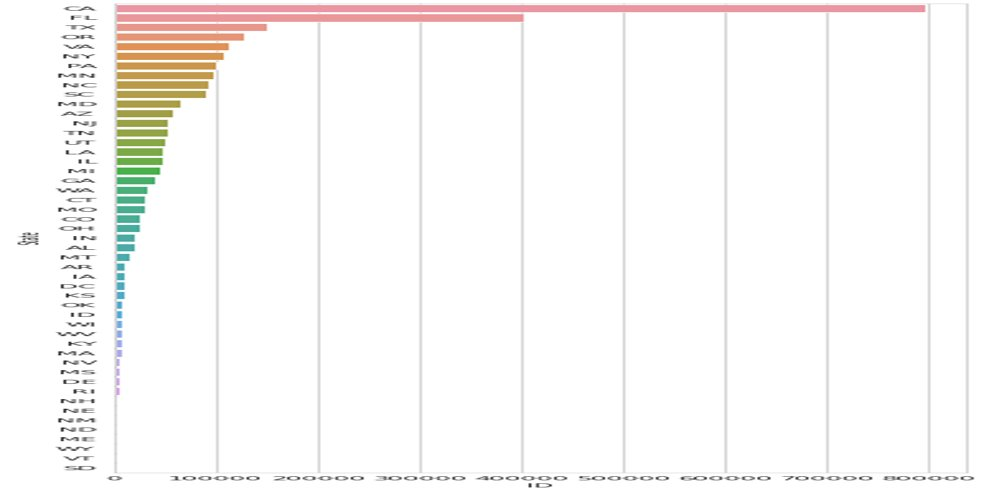 CA
FL
TX
OR
VA
NY
PA
MN
NC
SC
MD
AZ
NJ
TN
UT
LA
IL
MI
GA
WA
CT
MO
CO
OH
IN
AL
MT
AR
IA
DC
KS
OK
ID
WI
WV
KY
MA
NV
MS
DE
RI
NH
NE
NM
ND
ME
WY
VT
SD
State
0 100000 200000 300000 400000 500000 600000 700000 800000
ID